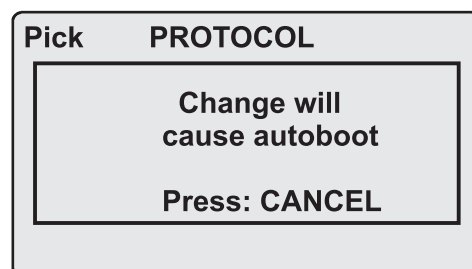 Pick PROTOCOL
Change will
cause autoboot
Press: CANCEL